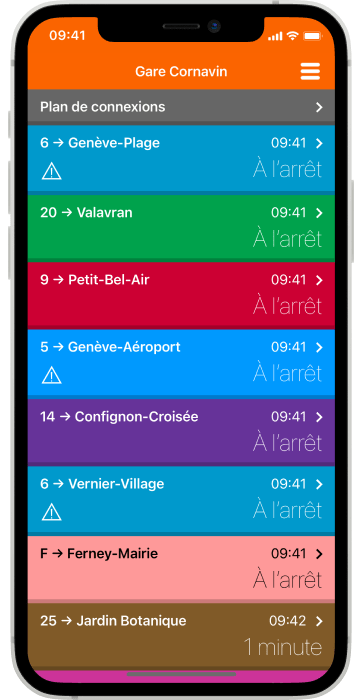 09:41
Gare Cornavin
Plan de connexions
6 → Genève-Plage 09:41
À l'arrêt
20 → Valavran 09:41
À l'arrêt
9 → Petit-Bel-Air 09:41
À l'arrêt
5 → Genève-Aéroport 09:41
À l'arrêt
14 → Confignon-Croisée 09:41
À l'arrêt
6 → Vernier-Village 09:41
À l'arrêt
F → Ferney-Mairie 09:41
À l'arrêt
25 → Jardin Botanique 09:42
1 minute